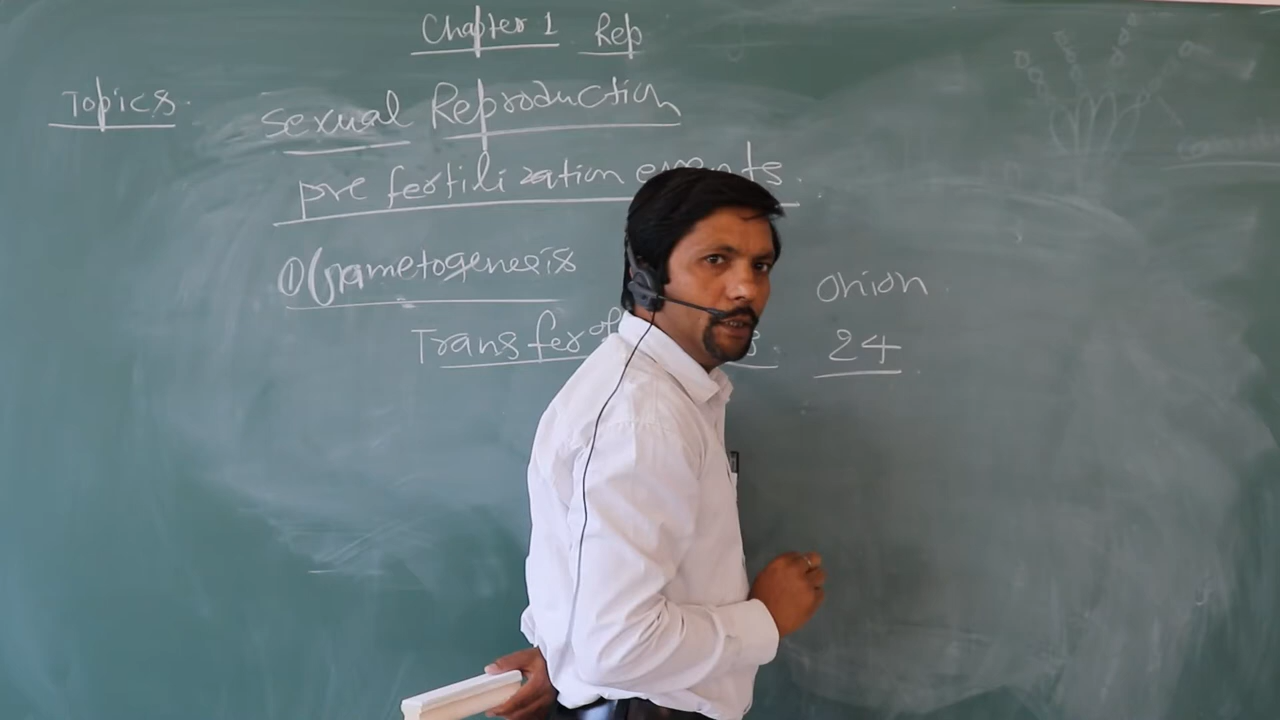 Chapter 1 Rep
Topics. Sexual Reproduction
pre fertilization events.
① Gametogenesis
Onion
Transfer of
24